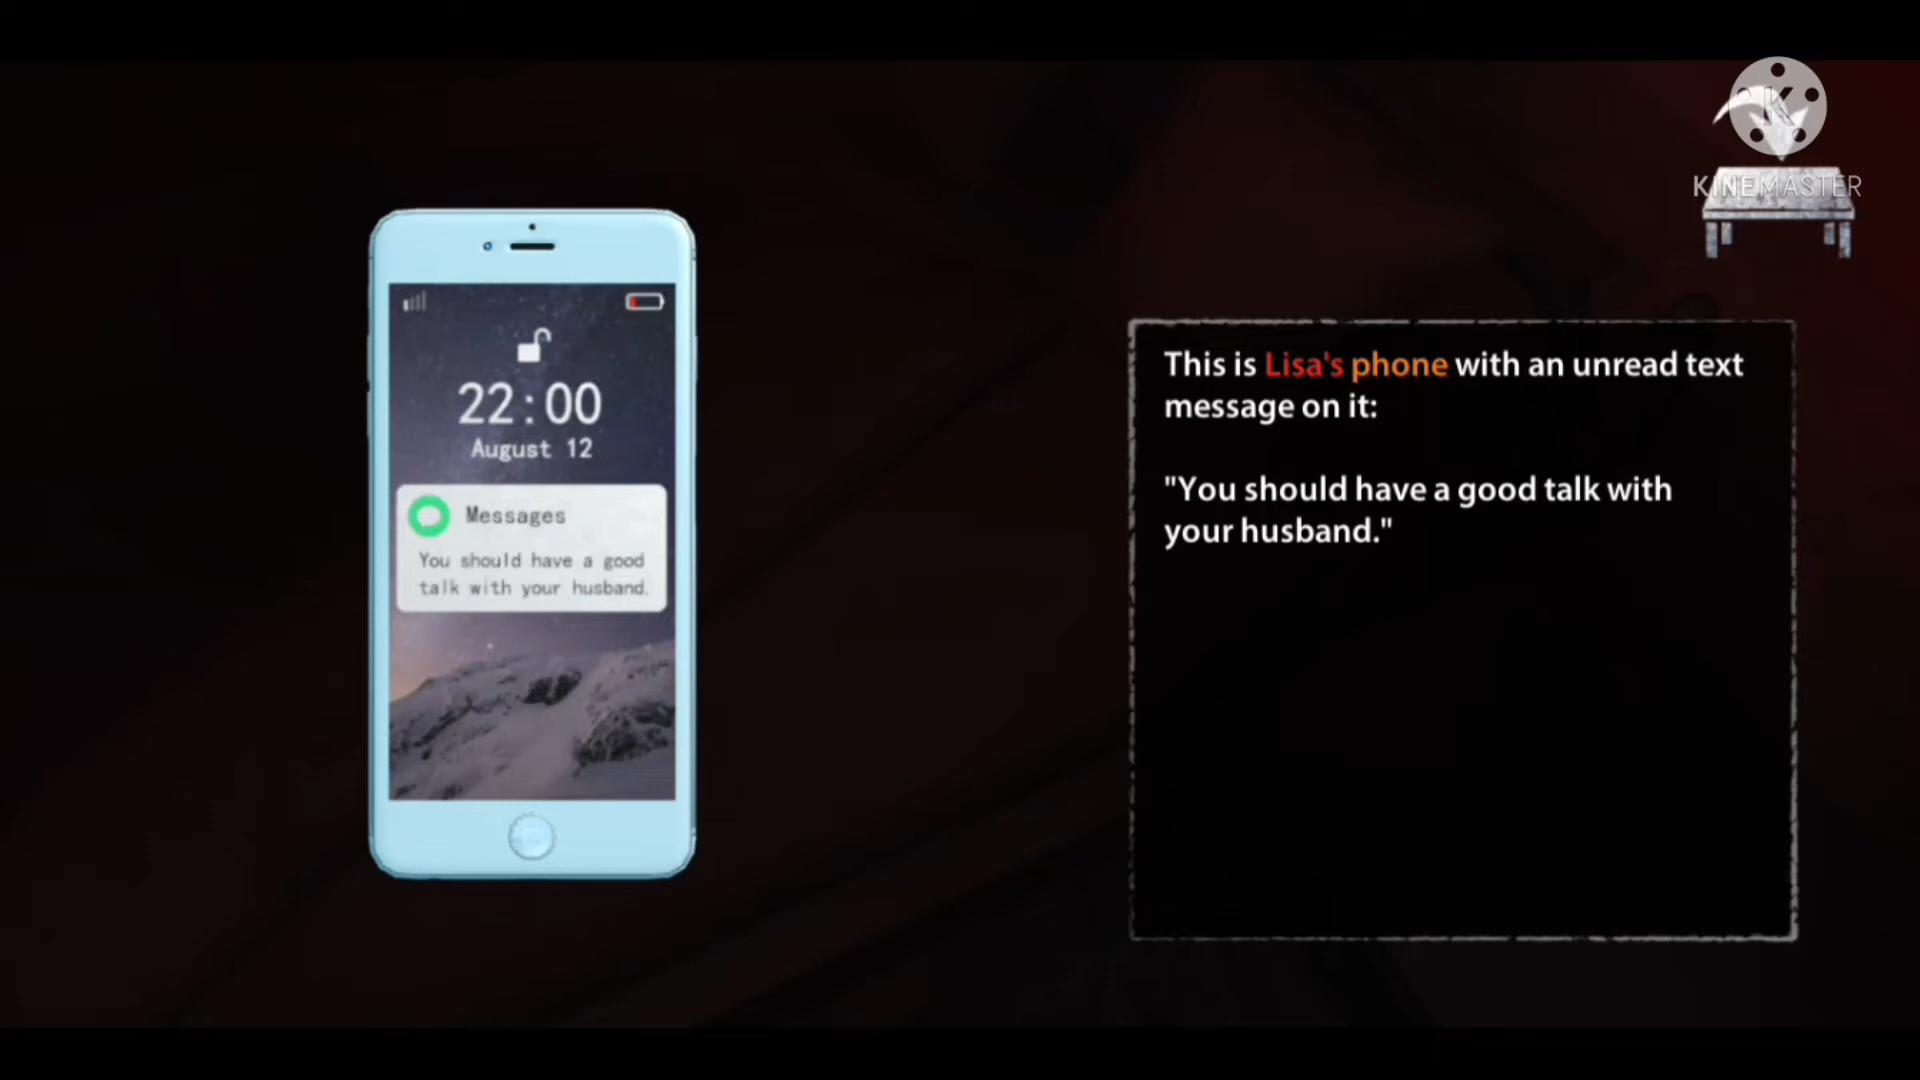 K
KINEMASTER
22:00
August 12
Messages
You should have a good
talk with your husband.
This is Lisa's phone with an unread text
message on it:
"You should have a good talk with
your husband."